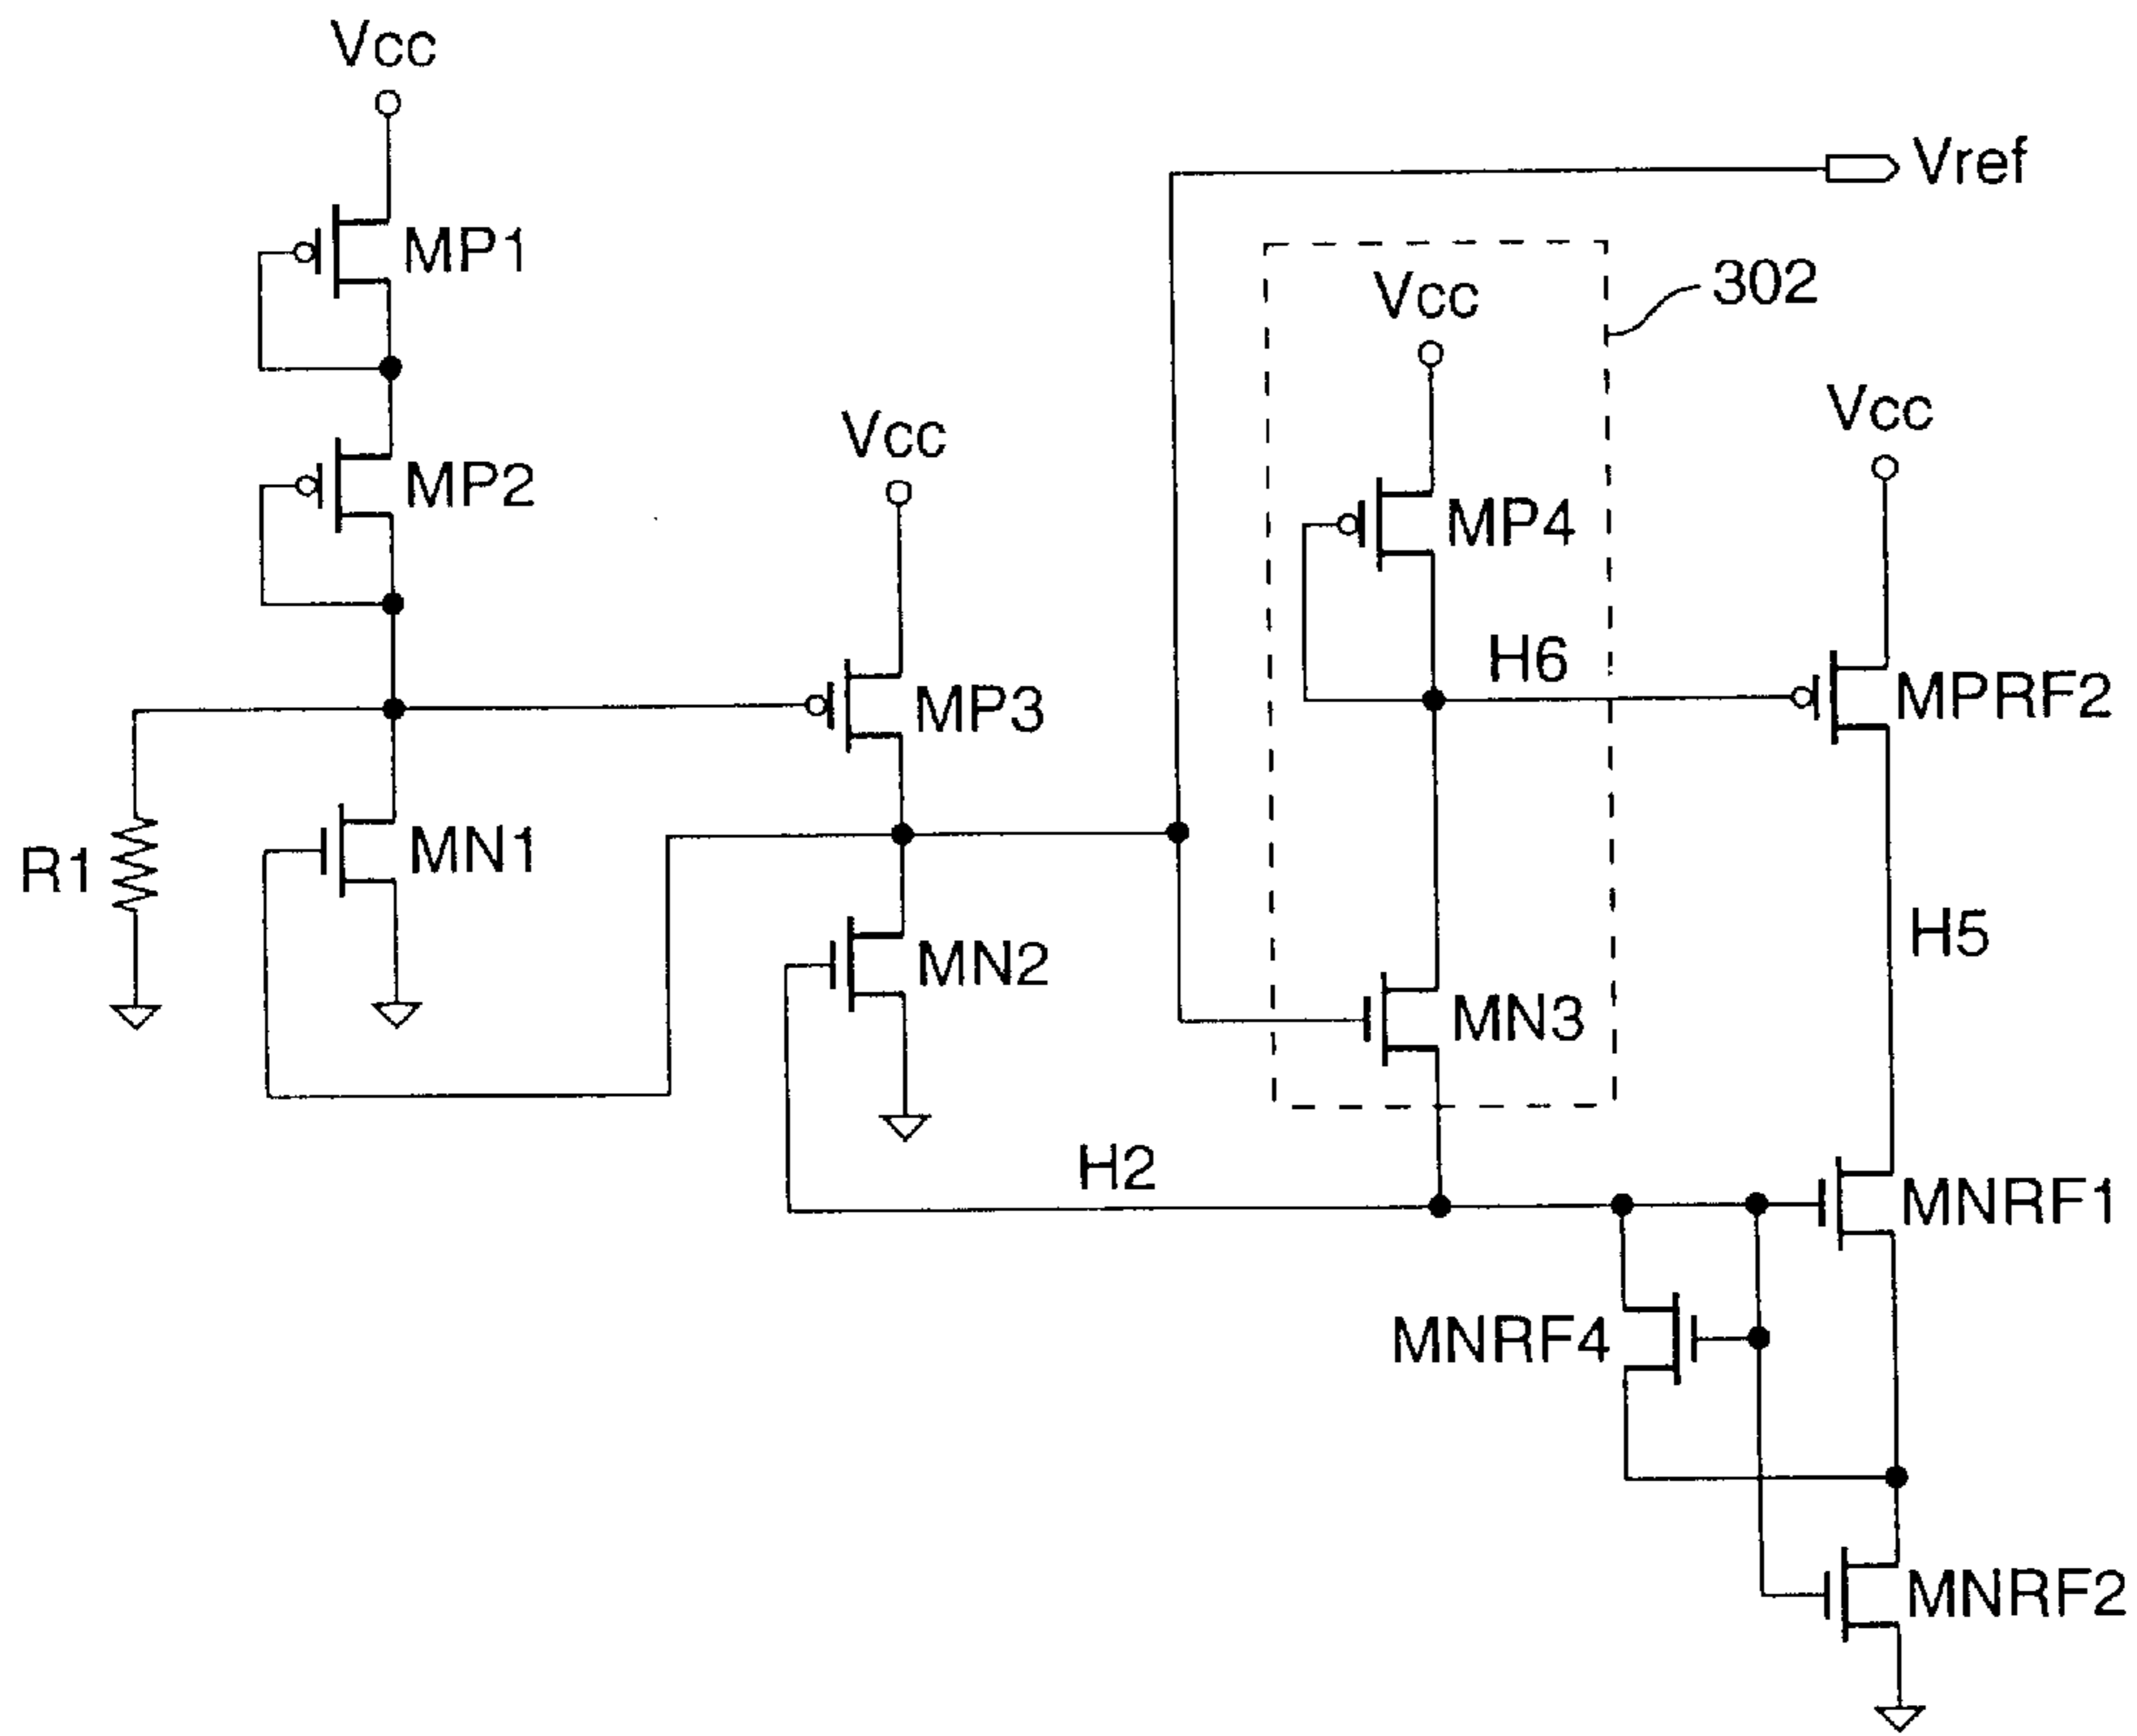 Vcc
Vref
MP1
302
Vcc
Vcc
Vcc
MP2
MP4
H6
MP3
MPRF2
R1
MN1
H5
MN2
MN3
H2
MNRF1
MNRF4
MNRF2